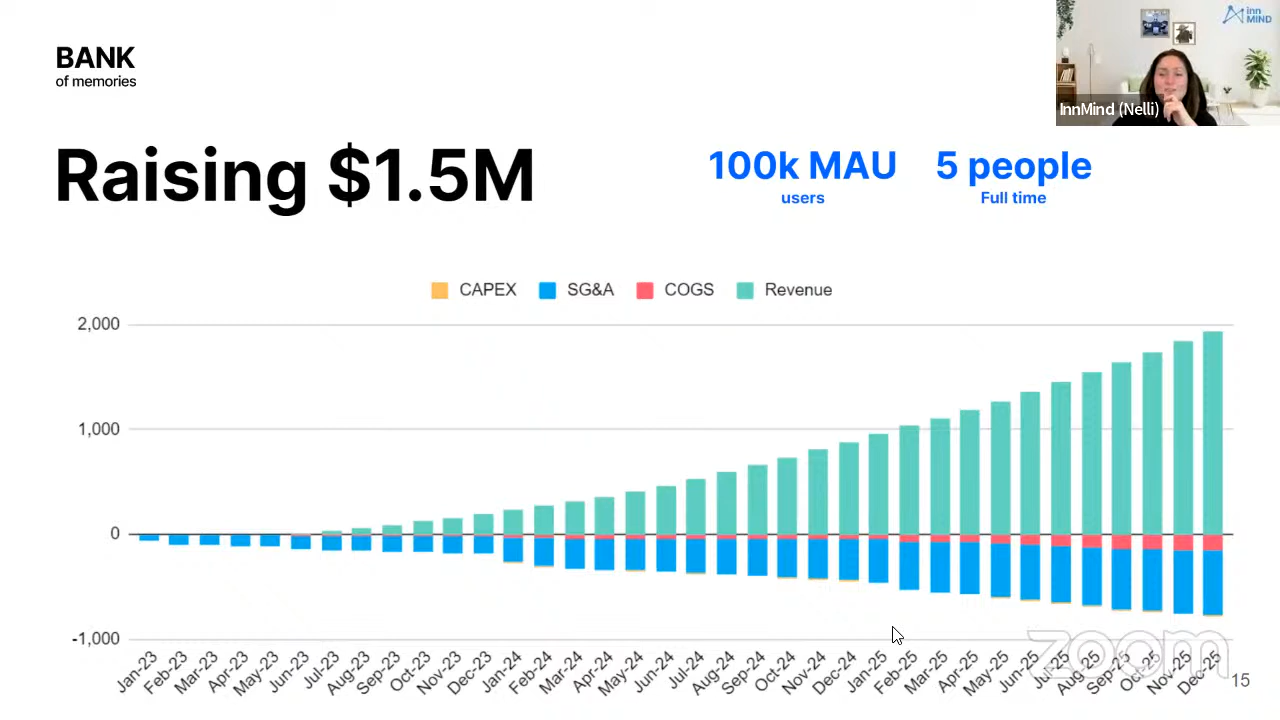 BANK
of memories
inn
MIND
InnMind (Nelli)
Raising $1.5M
100k MAU
users
5 people
Full time
CAPEX
SG&A
COGS
Revenue
2,000
1,000
0
-1,000
Jan-23
Feb-23
Mar-23
Apr-23
May-23
Jun-23
Jul-23
Aug-23
Sep-23
Oct-23
Nov-23
Dec-23
Jan-24
Feb-24
Mar-24
Apr-24
May-24
Jun-24
Jul-24
Aug-24
Sep-24
Oct-24
Nov-24
Dec-24
Jan-25
Feb-25
Mar-25
Apr-25
May-25
Jun-25
Jul-25
Aug-25
Sep-25
Oct-25
Nov-25
Dec-25
zoom
15